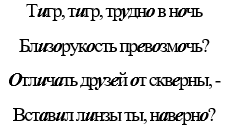 Тигр, тигр, трудно в ночь
Близорукость превозмочь?
Отличать друзей от скверны, -
Вставил линзы ты, наверно?